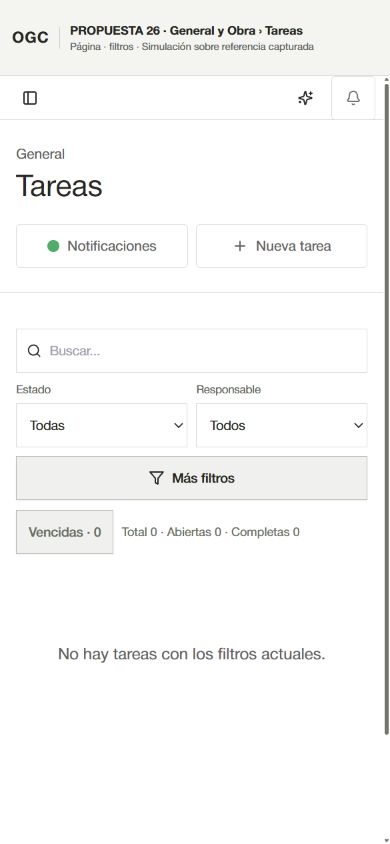 OGC
PROPUESTA 26 · General y Obra › Tareas
Página · filtros · Simulación sobre referencia capturada
General
Tareas
Notificaciones
Nueva tarea
Buscar...
Estado
Responsable
Todas
Todos
Más filtros
Vencidas · 0
Total 0 · Abiertas 0 · Completas 0
No hay tareas con los filtros actuales.